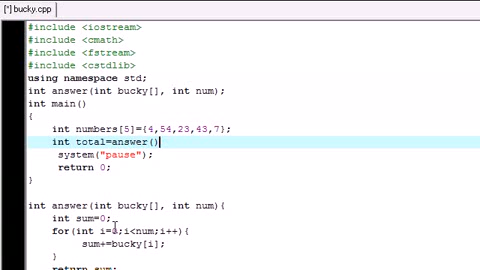 [*] bucky.cpp
#include <iostream>
#include <cmath>
#include <fstream>
#include <cstdlib>
using namespace std;
int answer(int bucky[], int num);
int main()
{
int numbers[5]={4,54,23,43,7};
int total=answer()
system("pause");
return 0;
}
int answer(int bucky[], int num){
int sum=0;
for(int i=0;i<num;i++){
sum+=bucky[i];
}
return sum;